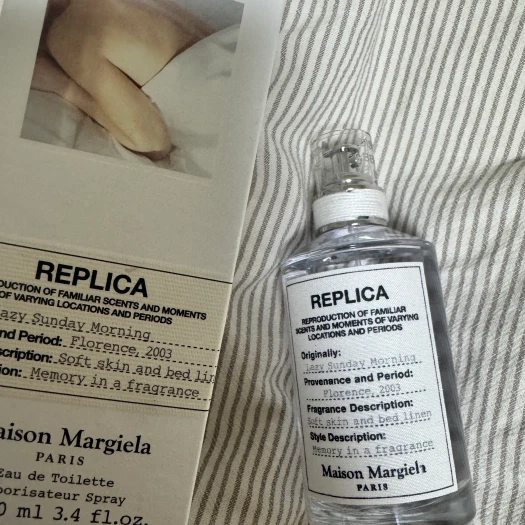 REPLICA
DUCTION OF FAMILIAR SCENTS AND MOMENTS
OF VARYING LOCATIONS AND PERIODS
azy Sunday Morning
nd Period: Florence, 2003
scription: Soft skin and bed lin
ion: Memory in a fragrance
aison Margiela
PARIS
Eau de Toilette
porisateur Spray
0 ml 3.4 fl.oz.
REPLICA
REPRODUCTION OF FAMILIAR
SCENTS AND MOMENTS OF VARYING
LOCATIONS AND PERIODS
Originally:
Lazy Sunday Morning
Provenance and Period:
Florence, 2003
Fragrance Description:
Soft skin and bed linen
Style Description:
Memory in a fragrance
Maison Margiela
PARIS